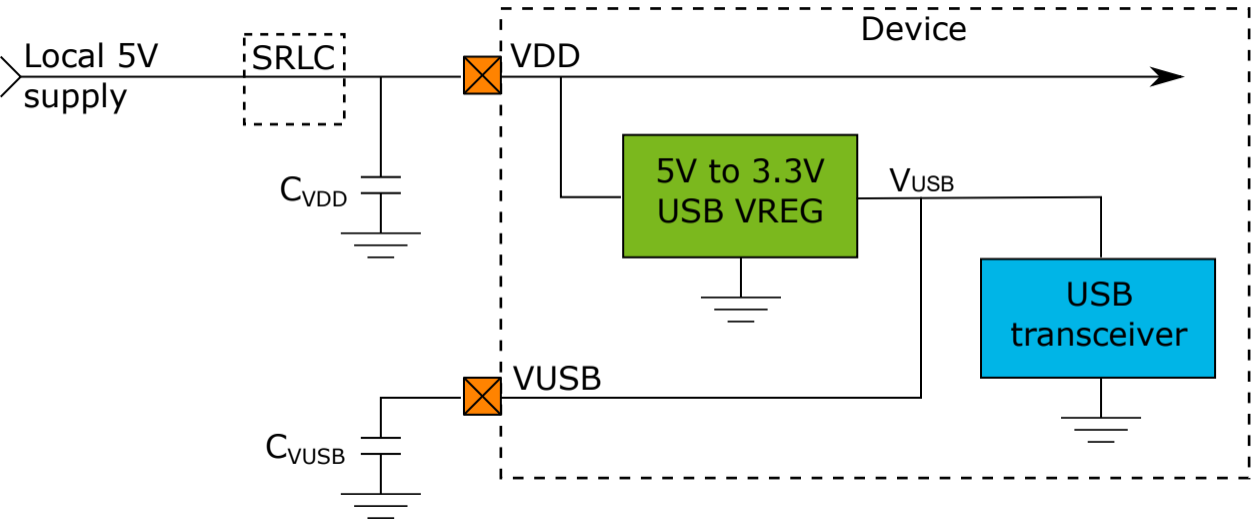 Device
Local 5V
supply
SRLC
VDD
5V to 3.3V
USB VREG
VUSB
CVDD
USB
transceiver
VUSB
CVUSB